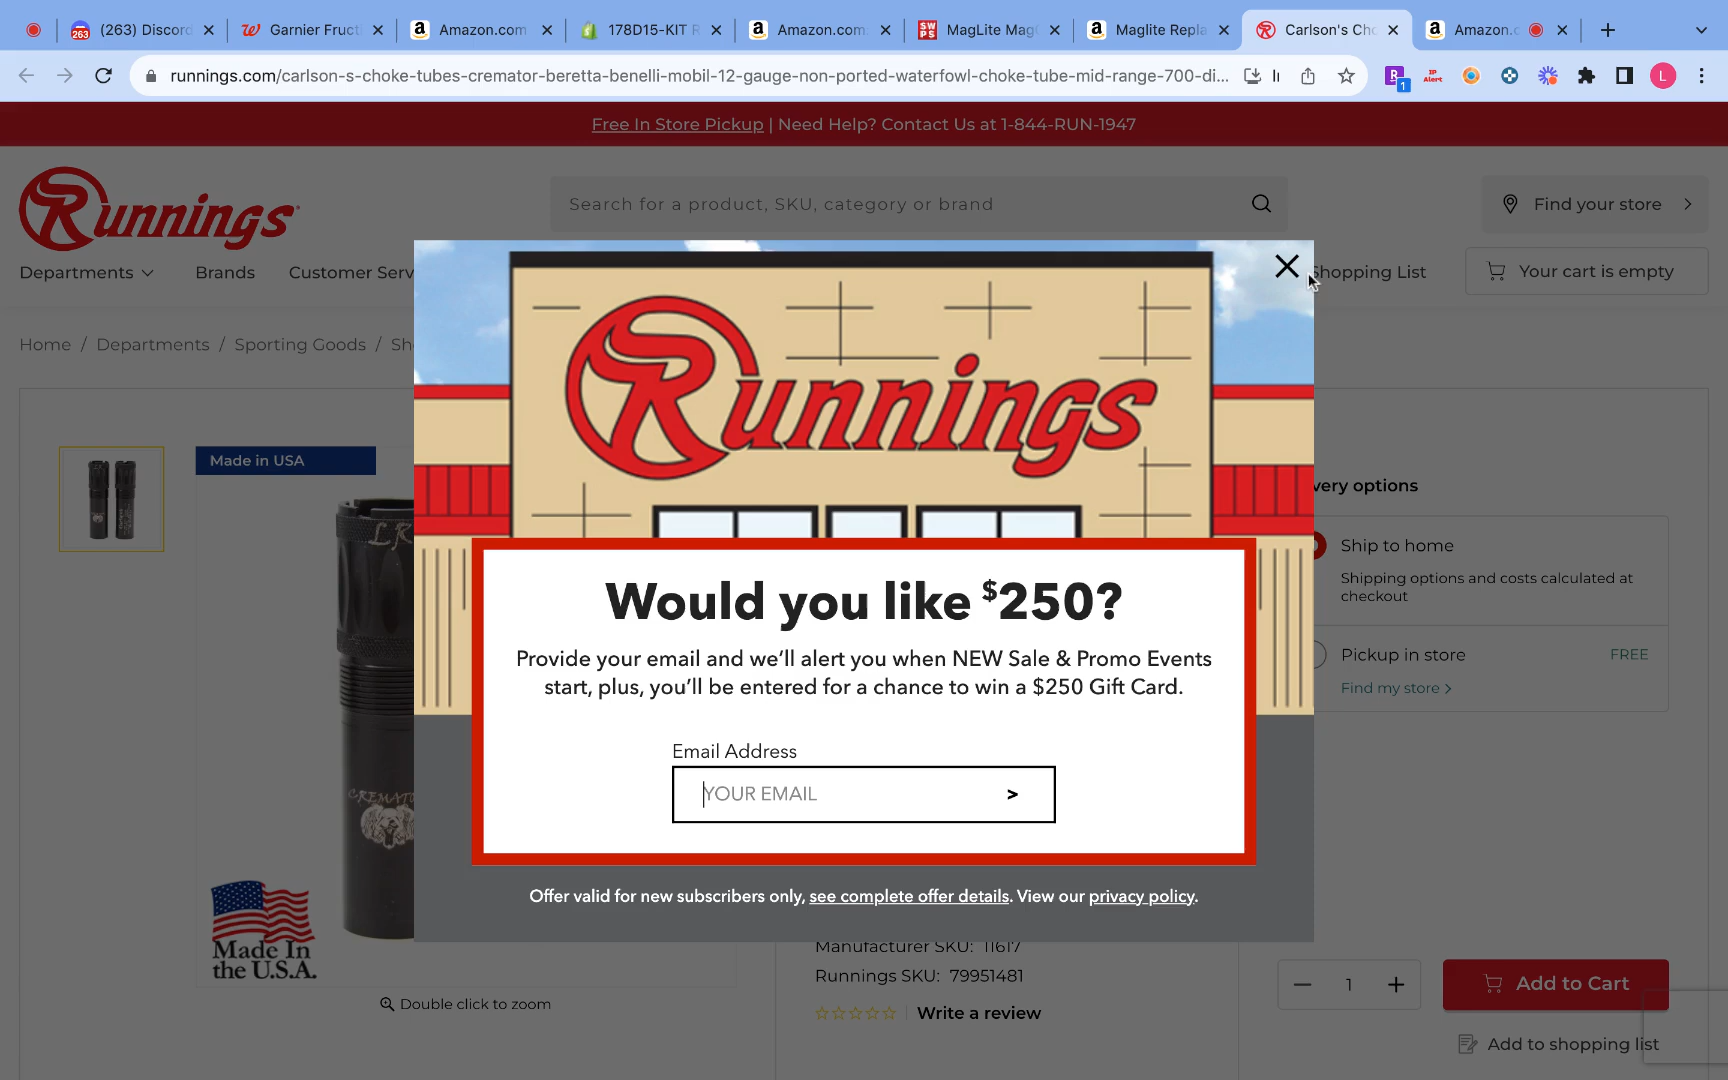 (263) Discord
Garnier Fruct
Amazon.com
178D15-KIT R
Amazon.com
MagLite Mag
Maglite Repla
Carlson's Cho
Amazon.c
runnings.com/carlson-s-choke-tubes-cremator-beretta-benelli-mobil-12-gauge-non-ported-waterfowl-choke-tube-mid-range-700-di...
1
IP Alert
L
Free In Store Pickup | Need Help? Contact Us at 1-844-RUN-1947
Runnings
Search for a product, SKU, category or brand
Find your store
Departments
Brands
Customer Serv
Shopping List
Your cart is empty
Home / Departments / Sporting Goods / Sh
Made in USA
Runnings
very options
Ship to home
Shipping options and costs calculated at
checkout
Pickup in store
FREE
Find my store >
Would you like $250?
Provide your email and we'll alert you when NEW Sale & Promo Events
start, plus, you'll be entered for a chance to win a $250 Gift Card.
Email Address
YOUR EMAIL
>
Offer valid for new subscribers only, see complete offer details. View our privacy policy.
CREMATO
Made In
the U.S.A.
Manufacturer SKU: 11617
Runnings SKU: 79951481
Write a review
Double click to zoom
1
Add to Cart
Add to shopping list